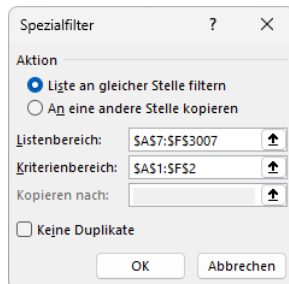 Spezialfilter ? ×
Aktion
Liste an gleicher Stelle filtern
An eine andere Stelle kopieren
Listenbereich: $A$7:$F$3007
Kriterienbereich: $A$1:$F$2
Kopieren nach:
Keine Duplikate
OK Abbrechen